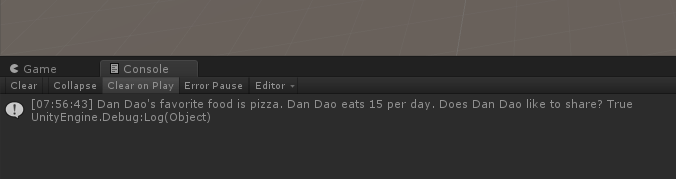 Game
Console
Clear Collapse Clear on Play Error Pause Editor
[07:56:43] Dan Dao's favorite food is pizza. Dan Dao eats 15 per day. Does Dan Dao like to share? True
UnityEngine.Debug:Log(Object)